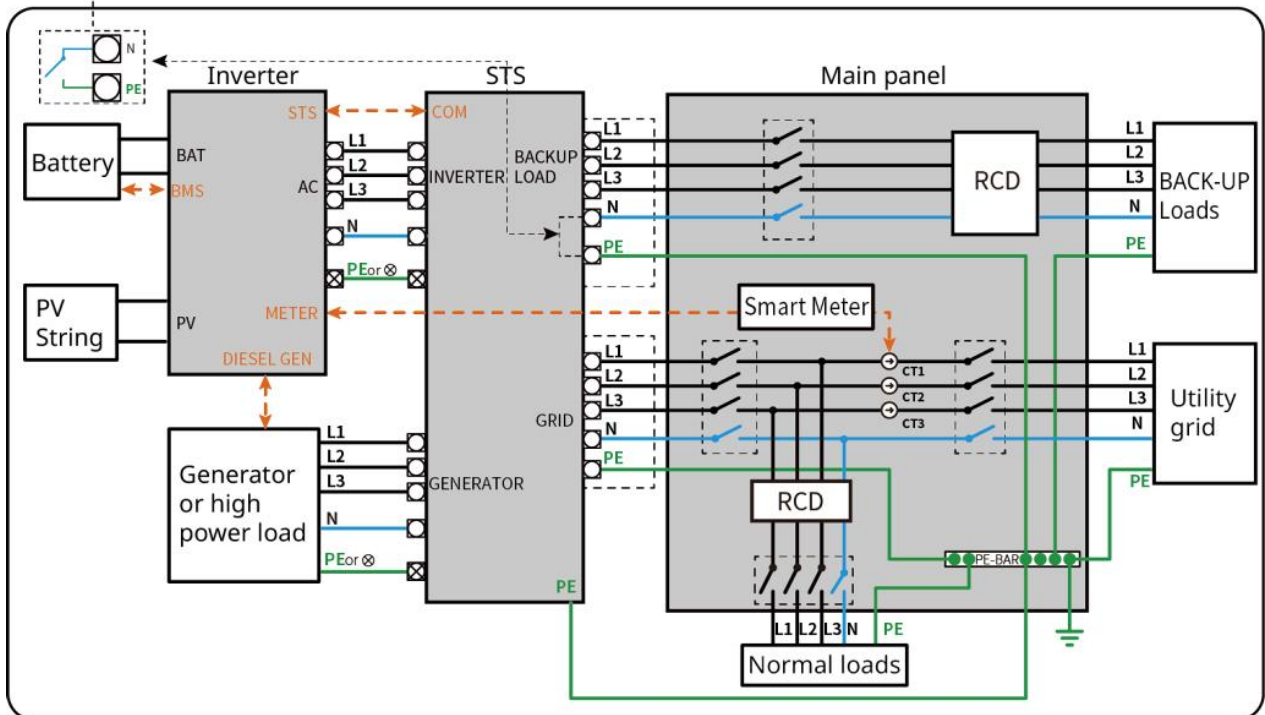 N
PE
Inverter
STS
Main panel
STS
COM
Battery
BAT
BMS
AC
L1
L2
L3
N
PEor⊗
INVERTER
BACKUP
LOAD
L1
L2
L3
N
PE
RCD
L1
L2
L3
N
PE
BACK-UP
Loads
PV
String
PV
METER
DIESEL GEN
Smart Meter
Generator
or high
power load
L1
L2
L3
N
PEor⊗
GENERATOR
GRID
PE
L1
L2
L3
N
PE
CT1
CT2
CT3
L1
L2
L3
N
PE
Utility
grid
RCD
PE-BAR
L1 L2 L3 N PE
Normal loads